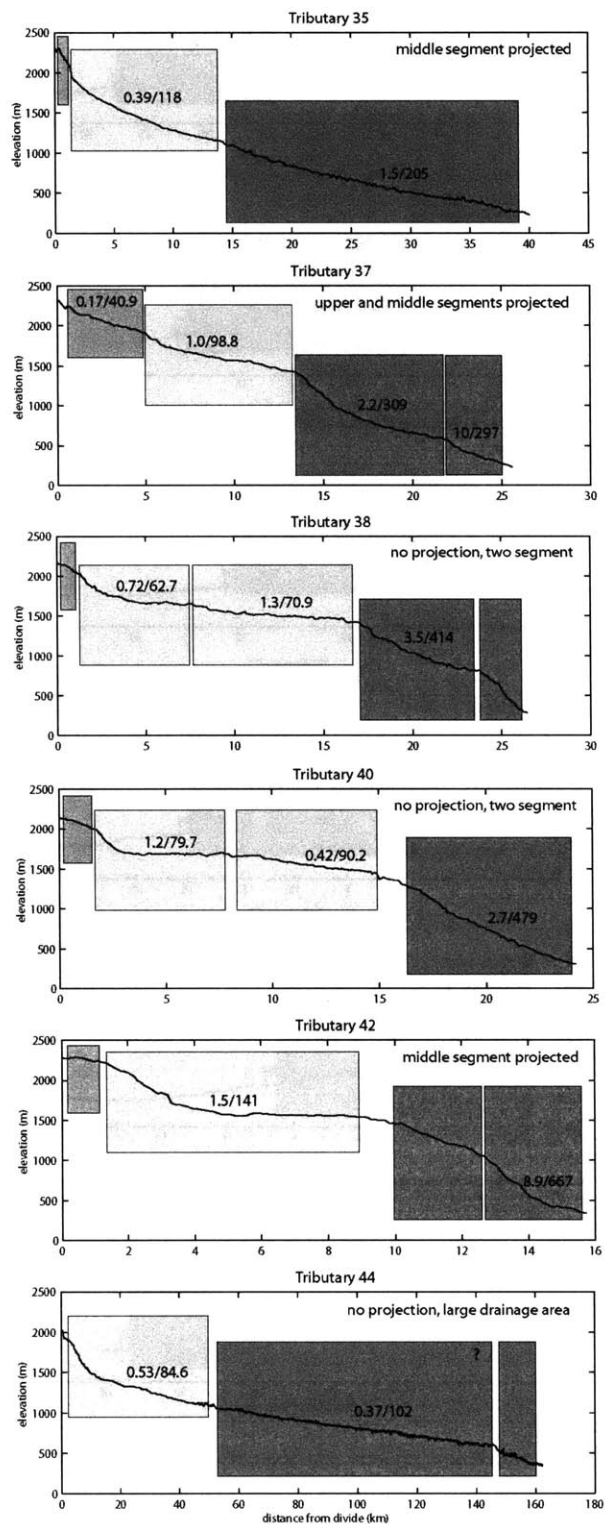 Tributary 35
middle segment projected
0.39/118
1.5/205
elevation (m)
2500
2000
1500
1000
500
0
0 5 10 15 20 25 30 35 40 45
Tributary 37
upper and middle segments projected
0.17/40.9
1.0/98.8
2.2/309
10/297
elevation (m)
2500
2000
1500
1000
500
0
0 5 10 15 20 25 30
Tributary 38
no projection, two segment
0.72/62.7
1.3/70.9
3.5/414
elevation (m)
2500
2000
1500
1000
500
0
0 5 10 15 20 25 30
Tributary 40
no projection, two segment
1.2/79.7
0.42/90.2
2.7/479
elevation (m)
2500
2000
1500
1000
500
0
0 5 10 15 20 25
Tributary 42
middle segment projected
1.5/141
8.9/667
elevation (m)
2500
2000
1500
1000
500
0
0 2 4 6 8 10 12 14 16
Tributary 44
no projection, large drainage area
?
0.53/84.6
0.37/102
elevation (m)
2500
2000
1500
1000
500
0
0 20 40 60 80 100 120 140 160 180
distance from divide (km)